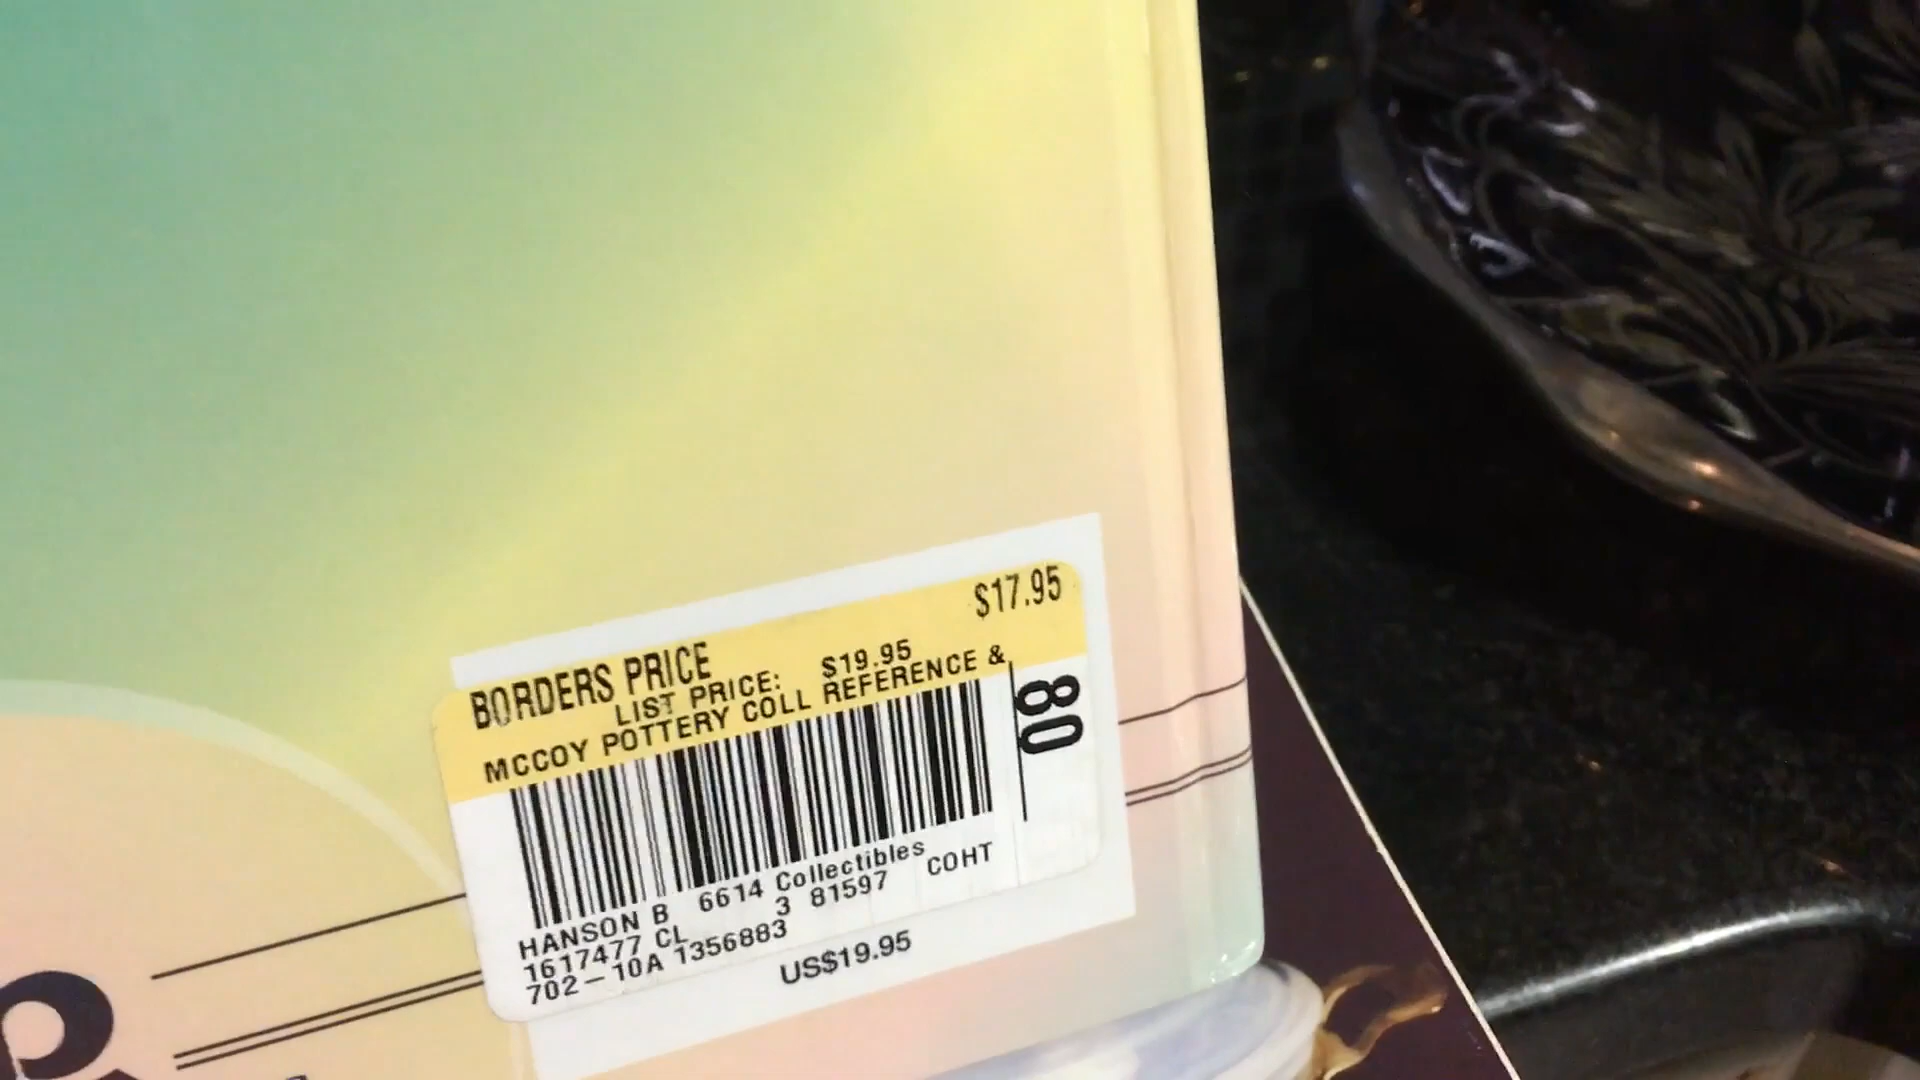 BORDERS PRICE $17.95
LIST PRICE: $19.95
MCCOY POTTERY COLL REFERENCE &
80
HANSON B 6614 Collectibles
1617477 CL 3 81597 COHT
702-10A 1356883
US$19.95